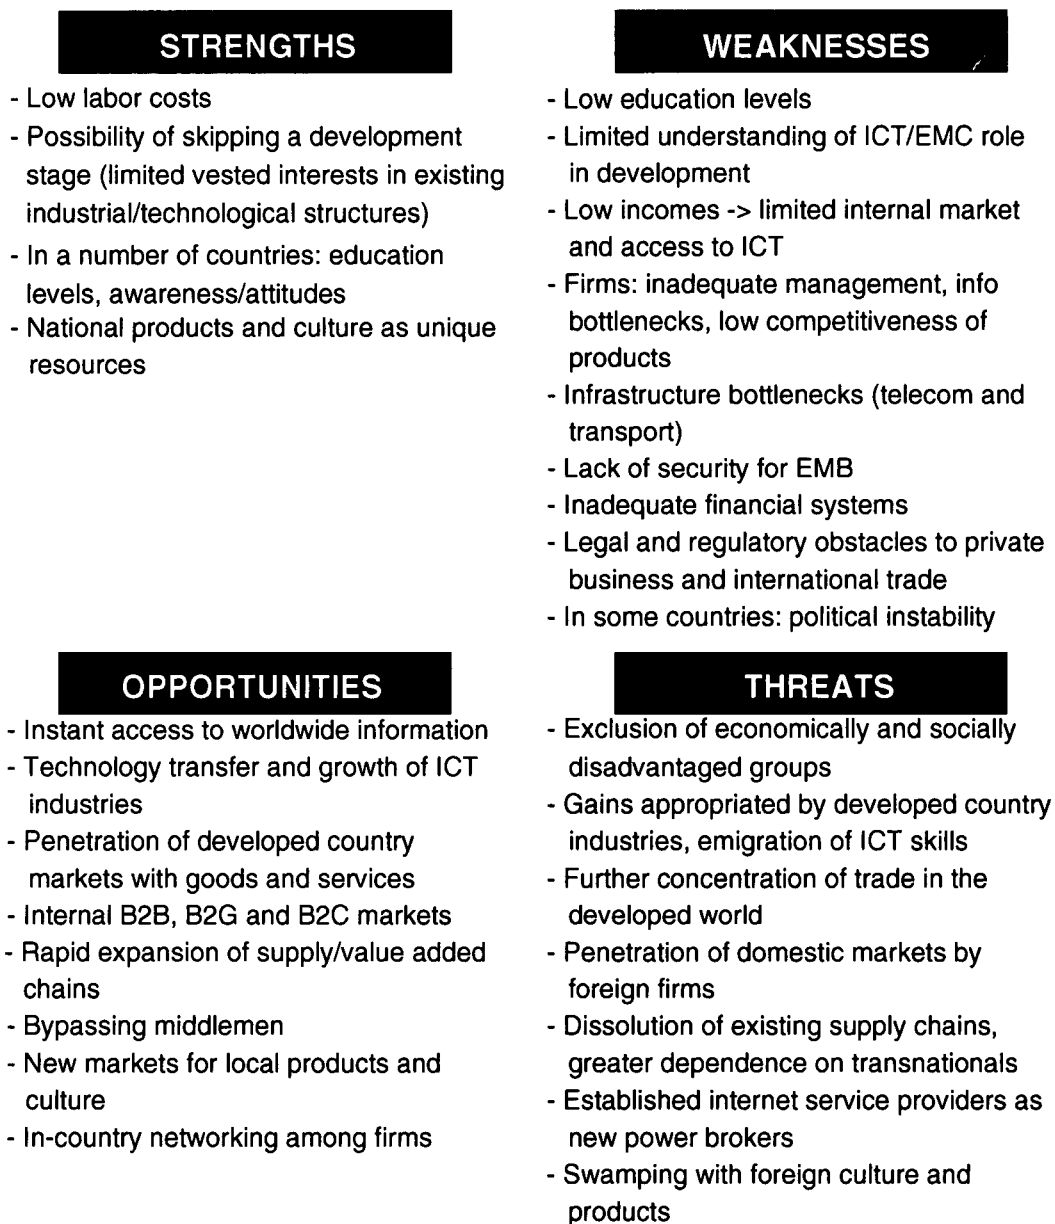 STRENGTHS
- Low labor costs
- Possibility of skipping a development
stage (limited vested interests in existing
industrial/technological structures)
- In a number of countries: education
levels, awareness/attitudes
- National products and culture as unique
resources
WEAKNESSES
- Low education levels
- Limited understanding of ICT/EMC role
in development
- Low incomes -> limited internal market
and access to ICT
- Firms: inadequate management, info
bottlenecks, low competitiveness of
products
- Infrastructure bottlenecks (telecom and
transport)
- Lack of security for EMB
- Inadequate financial systems
- Legal and regulatory obstacles to private
business and international trade
- In some countries: political instability
OPPORTUNITIES
- Instant access to worldwide information
- Technology transfer and growth of ICT
industries
- Penetration of developed country
markets with goods and services
- Internal B2B, B2G and B2C markets
- Rapid expansion of supply/value added
chains
- Bypassing middlemen
- New markets for local products and
culture
- In-country networking among firms
THREATS
- Exclusion of economically and socially
disadvantaged groups
- Gains appropriated by developed country
industries, emigration of ICT skills
- Further concentration of trade in the
developed world
- Penetration of domestic markets by
foreign firms
- Dissolution of existing supply chains,
greater dependence on transnationals
- Established internet service providers as
new power brokers
- Swamping with foreign culture and
products